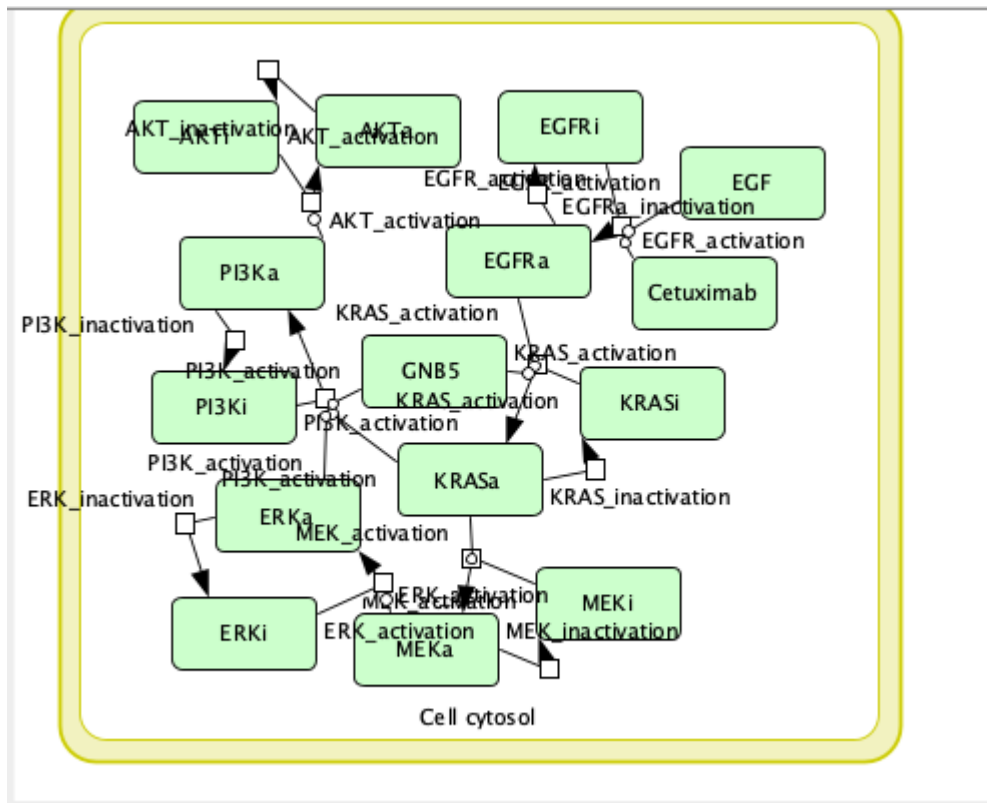 AKT_inactivation
AKTi
AKTa
AKT_activation
EGFRi
EGFR_activation
EGFR_activation
EGF
EGFRa_inactivation
AKT_activation
EGFR_activation
EGFRa
PI3Ka
Cetuximab
KRAS_activation
PI3K_inactivation
KRAS_activation
PI3K_activation
GNB5
KRAS_activation
KRASi
PI3Ki
PI3K_activation
PI3K_activation
PI3K_activation
KRASa
ERK_inactivation
KRAS_inactivation
ERKa
MEK_activation
ERK_activation
MEK_activation
MEKi
ERKi
ERK_activation
MEK_inactivation
MEKa
Cell cytosol